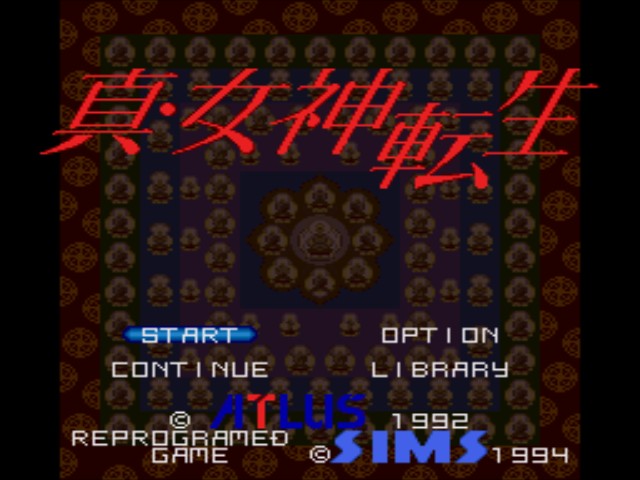 真・女神転生
START OPTION
CONTINUE LIBRARY
© ATLUS 1992
REPROGRAMED
GAME © SIMS 1994